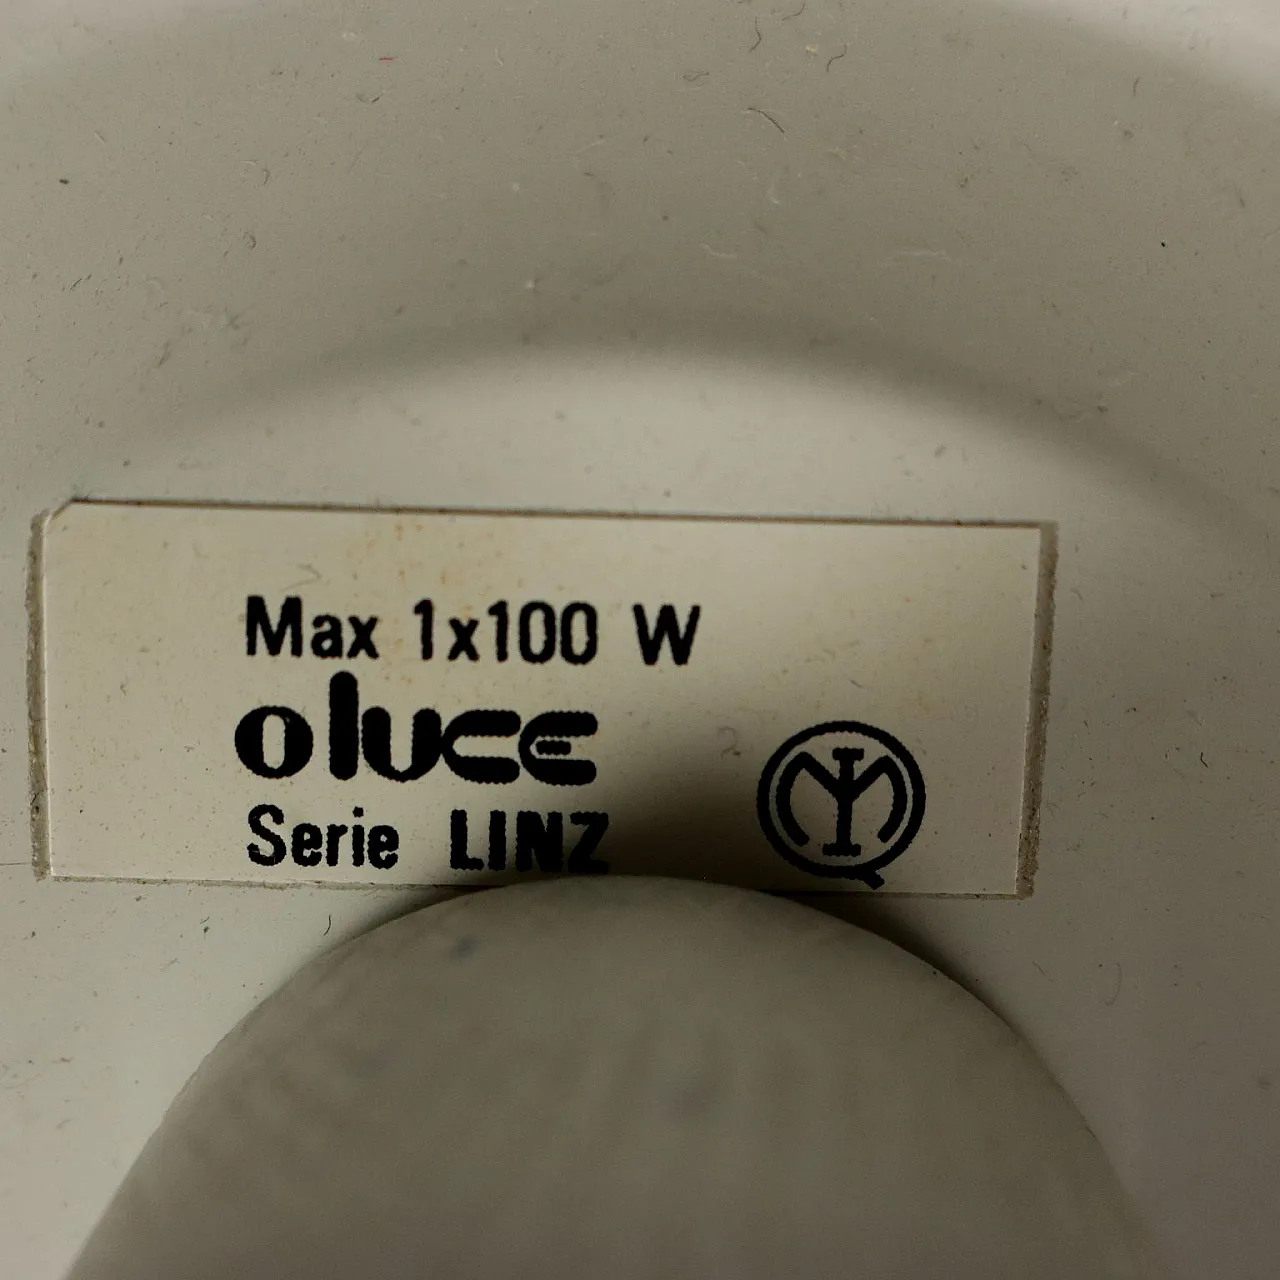 Max 1x100 W
oluce
Serie LINZ